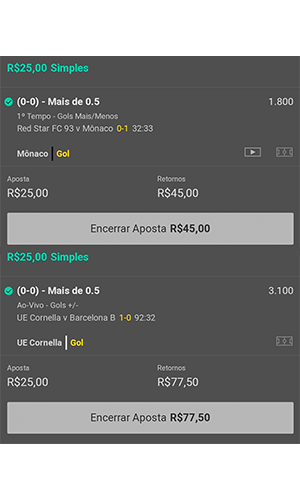 R$25,00 Simples
(0-0) - Mais de 0.5 1.800
1º Tempo - Gols Mais/Menos
Red Star FC 93 v Mônaco 0-1 32:33
Mônaco Gol
Aposta Retornos
R$25,00 R$45,00
Encerrar Aposta R$45,00
R$25,00 Simples
(0-0) - Mais de 0.5 3.100
Ao-Vivo - Gols +/-
UE Cornella v Barcelona B 1-0 92:32
UE Cornella Gol
Aposta Retornos
R$25,00 R$77,50
Encerrar Aposta R$77,50